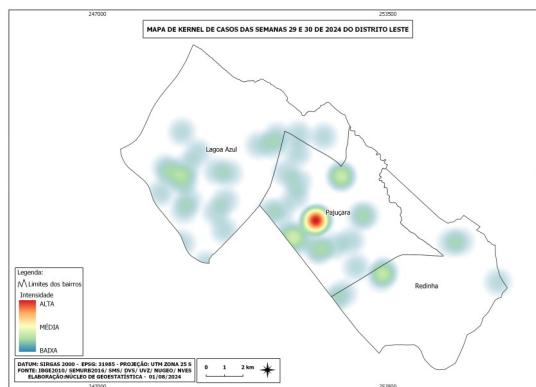 247000
253500
MAPA DE KERNEL DE CASOS DAS SEMANAS 29 E 30 DE 2024 DO DISTRITO LESTE
Lagoa Azul
Pajuçara
Redinha
Legenda:
Limites dos bairros
Intensidade
ALTA
MÉDIA
BAIXA
DATUM: SIRGAS 2000 - EPSG: 31985 - PROJEÇÃO: UTM ZONA 25 S
FONTE: IBGE2010/ SEMURB2016/ SMS/ DVS/ UVZ/ NUGEO/ NVES
ELABORAÇÃO:NÚCLEO DE GEOESTATÍSTICA - 01/08/2024
0 1 2 km
247000
253500